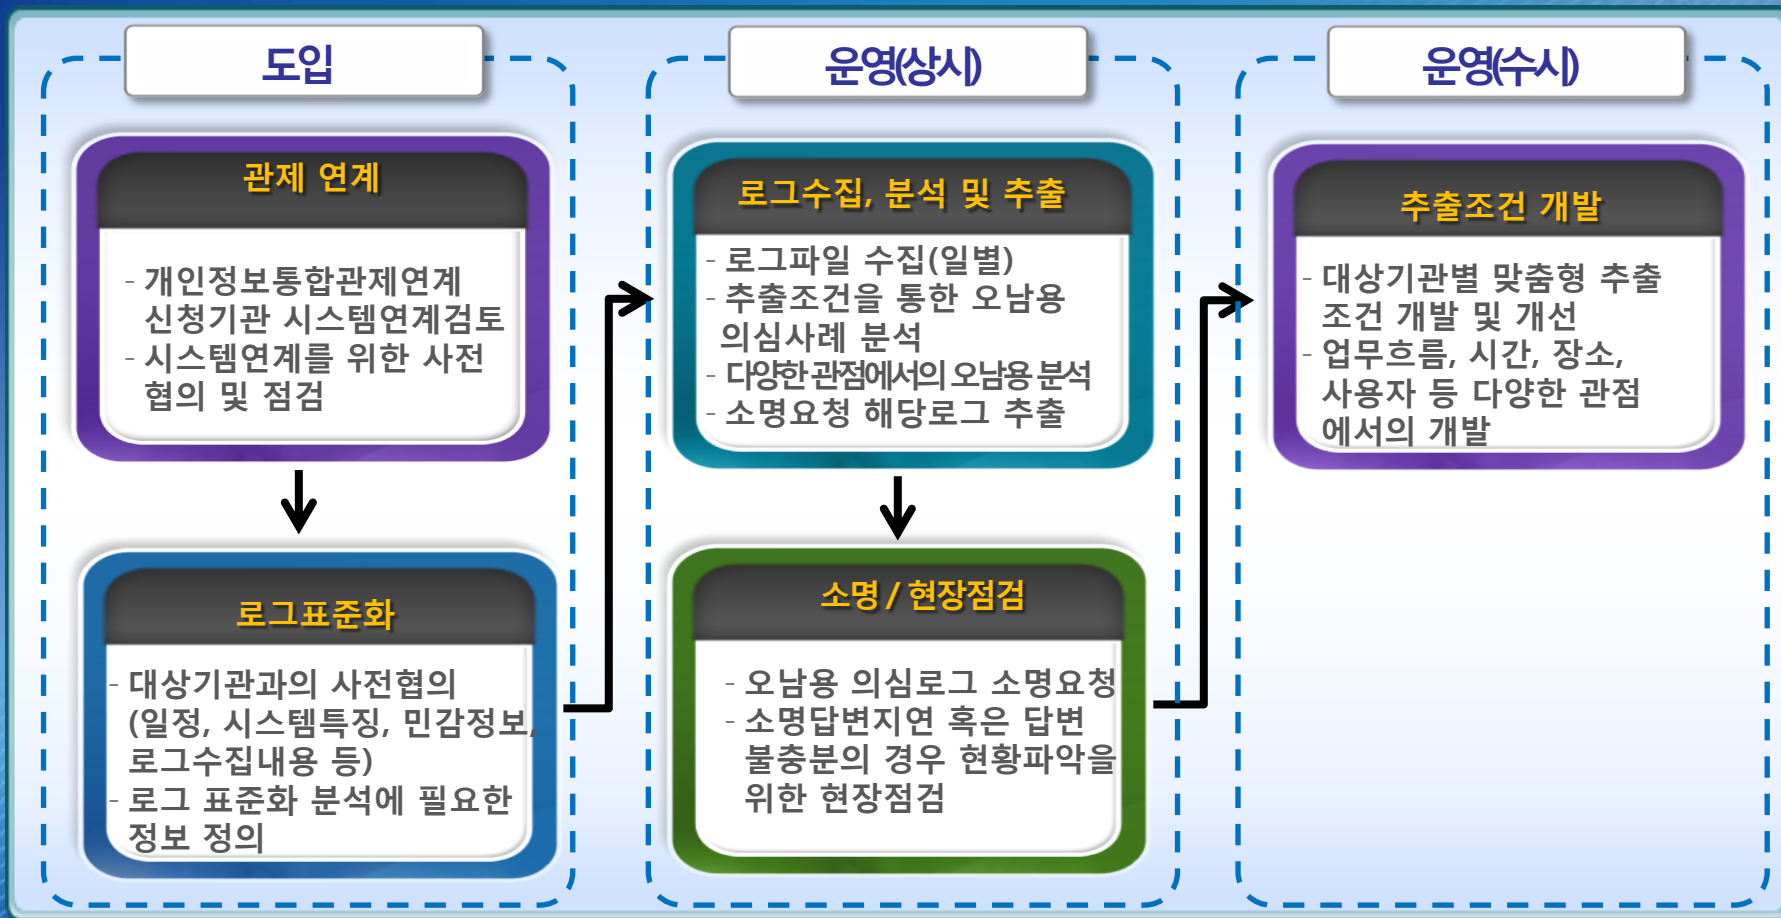 도입
관제 연계
- 개인정보통합관제연계
신청기관 시스템연계검토
- 시스템연계를 위한 사전
협의 및 점검
로그표준화
- 대상기관과의 사전협의
(일정, 시스템특징, 민감정보,
로그수집내용 등)
- 로그 표준화 분석에 필요한
정보 정의
운영(상시)
로그수집, 분석 및 추출
- 로그파일 수집(일별)
- 추출조건을 통한 오남용
의심사례 분석
- 다양한 관점에서의 오남용 분석
- 소명요청 해당로그 추출
소명 / 현장점검
- 오남용 의심로그 소명요청
- 소명답변지연 혹은 답변
불충분의 경우 현황파악을
위한 현장점검
운영(수시)
추출조건 개발
- 대상기관별 맞춤형 추출
조건 개발 및 개선
- 업무흐름, 시간, 장소,
사용자 등 다양한 관점
에서의 개발